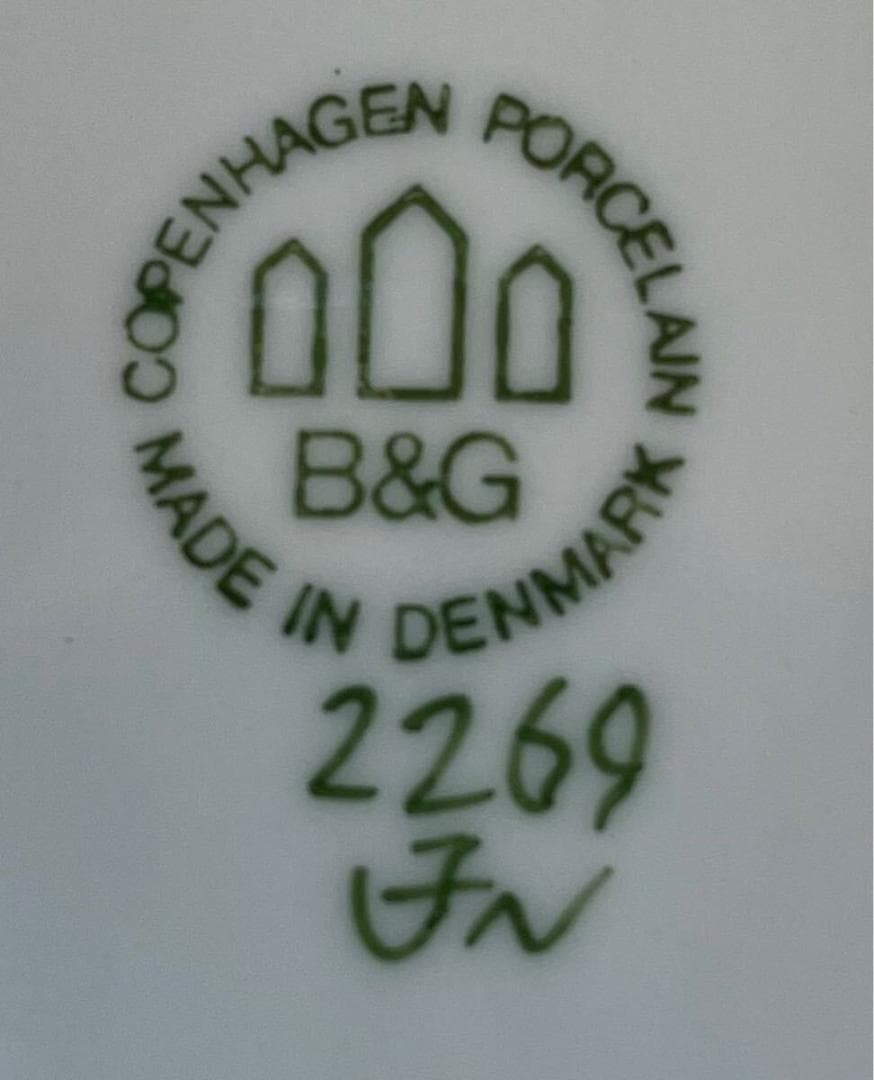 COPENHAGEN PORCELAIN
B&G
MADE IN DENMARK
2269